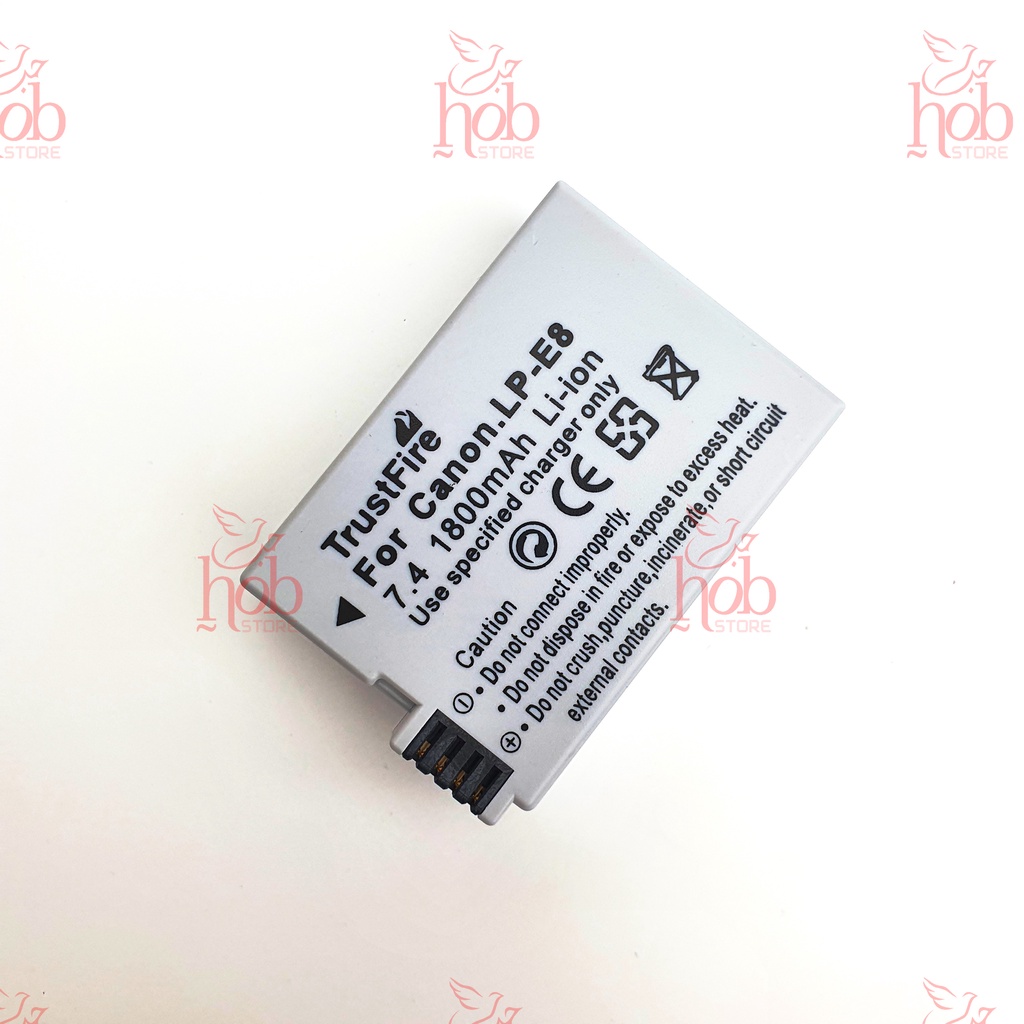 hob
STORE
hob
STORE
hob
STORE
TrustFire
For Canon.LP-E8
7.4 1800mAh Li-ion
Use specified charger only
CE
Caution
• Do not connect improperly.
• Do not dispose in fire or expose to excess heat.
• Do not crush,puncture,incinerate,or short circuit
external contacts.
hob
STORE
hob
STORE